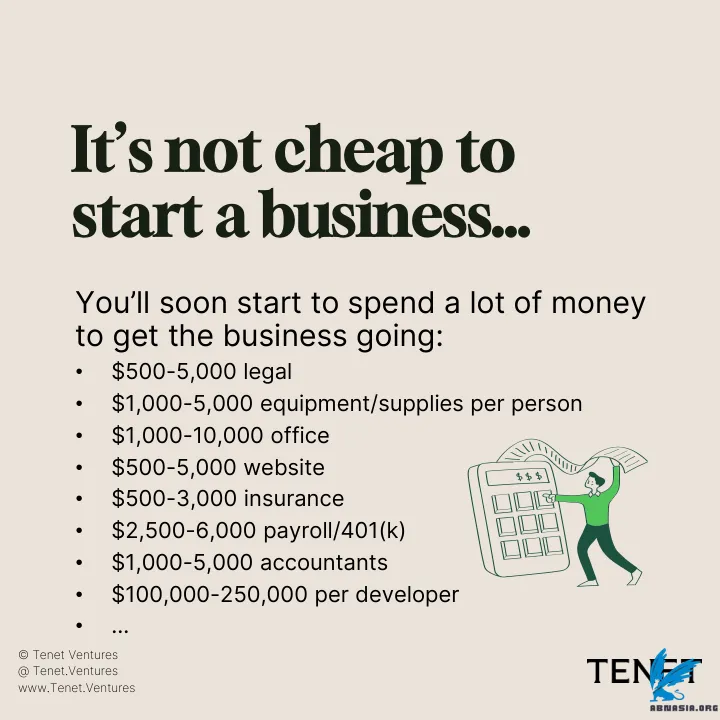 It's not cheap to
start a business...
You'll soon start to spend a lot of money
to get the business going:
• $500-5,000 legal
• $1,000-5,000 equipment/supplies per person
• $1,000-10,000 office
• $500-5,000 website
• $500-3,000 insurance
• $2,500-6,000 payroll/401(k)
• $1,000-5,000 accountants
• $100,000-250,000 per developer
• ...
$ $ $
© Tenet Ventures
@ Tenet.Ventures
www.Tenet.Ventures
TENET
ABNASIA.ORG